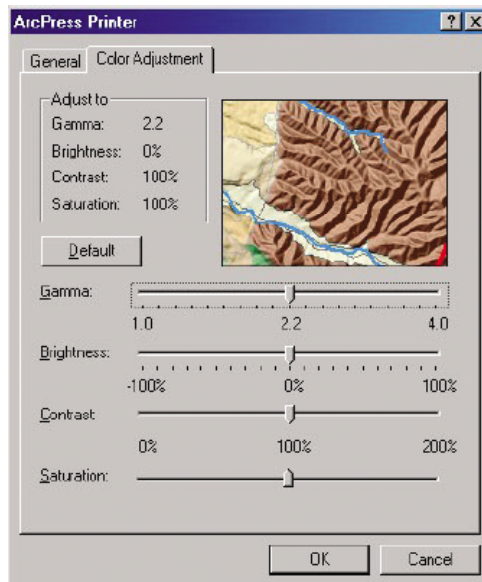 ArcPress Printer
General Color Adjustment
Adjust to
Gamma: 2.2
Brightness: 0%
Contrast: 100%
Saturation: 100%
Default
Gamma:
1.0 2.2 4.0
Brightness:
-100% 0% 100%
Contrast
0% 100% 200%
Saturation:
OK Cancel